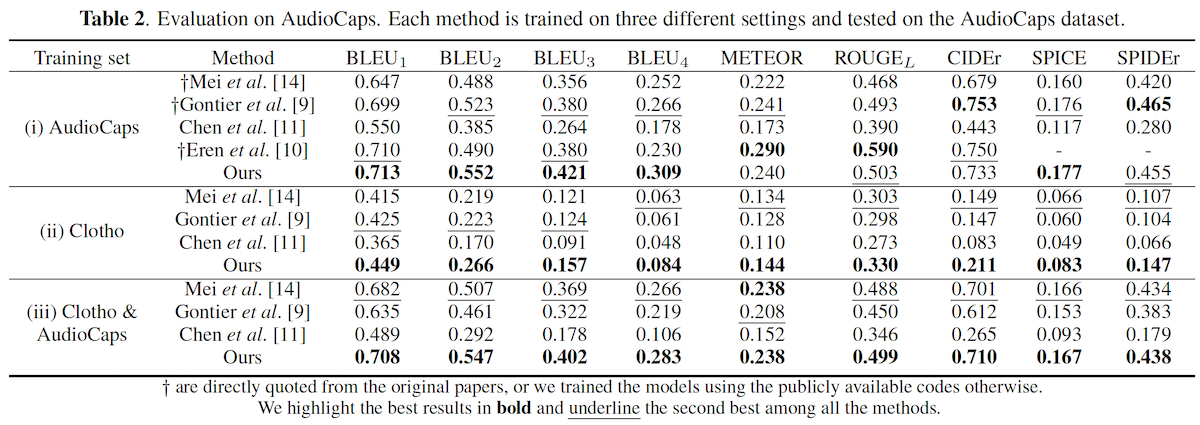 Table 2. Evaluation on AudioCaps. Each method is trained on three different settings and tested on the AudioCaps dataset.
Training set Method BLEU1 BLEU2 BLEU3 BLEU4 METEOR ROUGEL CIDEr SPICE SPIDEr
†Mei et al. [14] 0.647 0.488 0.356 0.252 0.222 0.468 0.679 0.160 0.420
†Gontier et al. [9] 0.699 0.523 0.380 0.266 0.241 0.493 0.753 0.176 0.465
(i) AudioCaps Chen et al. [11] 0.550 0.385 0.264 0.178 0.173 0.390 0.443 0.117 0.280
†Eren et al. [10] 0.710 0.490 0.380 0.230 0.290 0.590 0.750 - -
Ours 0.713 0.552 0.421 0.309 0.240 0.503 0.733 0.177 0.455
Mei et al. [14] 0.415 0.219 0.121 0.063 0.134 0.303 0.149 0.066 0.107
(ii) Clotho Gontier et al. [9] 0.425 0.223 0.124 0.061 0.128 0.298 0.147 0.060 0.104
Chen et al. [11] 0.365 0.170 0.091 0.048 0.110 0.273 0.083 0.049 0.066
Ours 0.449 0.266 0.157 0.084 0.144 0.330 0.211 0.083 0.147
Mei et al. [14] 0.682 0.507 0.369 0.266 0.238 0.488 0.701 0.166 0.434
(iii) Clotho & Gontier et al. [9] 0.635 0.461 0.322 0.219 0.208 0.450 0.612 0.153 0.383
AudioCaps Chen et al. [11] 0.489 0.292 0.178 0.106 0.152 0.346 0.265 0.093 0.179
Ours 0.708 0.547 0.402 0.283 0.238 0.499 0.710 0.167 0.438
† are directly quoted from the original papers, or we trained the models using the publicly available codes otherwise.
We highlight the best results in bold and underline the second best among all the methods.